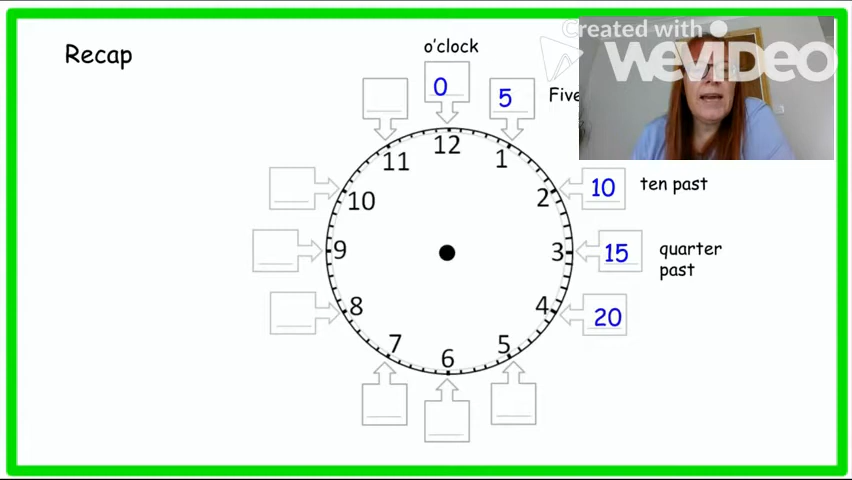 Recap
o'clock
Created with
WEVIDEO
0
5
Five
12
11
1
10
2
10
ten past
9
3
15
quarter
past
8
4
20
7
5
6